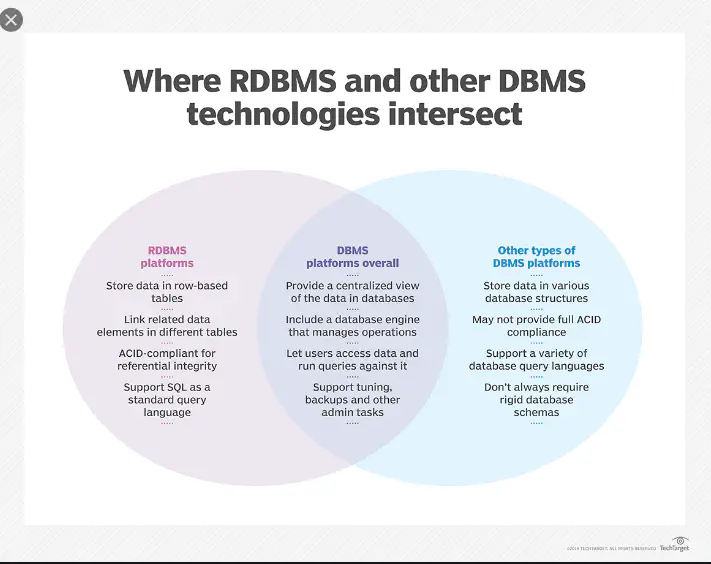 Where RDBMS and other DBMS
technologies intersect
RDBMS
platforms
Store data in row-based
tables
Link related data
elements in different tables
ACID-compliant for
referential integrity
Support SQL as a
standard query
language
DBMS
platforms overall
Provide a centralized view
of the data in databases
Include a database engine
that manages operations
Let users access data and
run queries against it
Support tuning,
backups and other
admin tasks
Other types of
DBMS platforms
Store data in various
database structures
May not provide full ACID
compliance
Support a variety of
database query languages
Don't always require
rigid database
schemas
TECHTARGET. ALL RIGHTS RESERVED. TechTarget